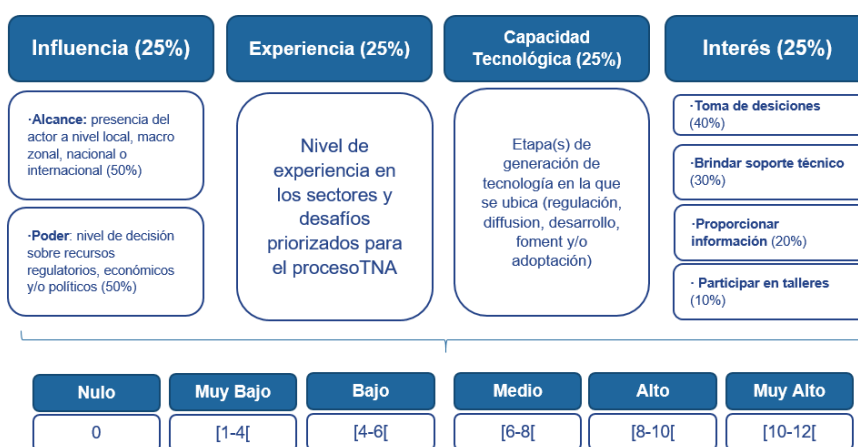 Influencia (25%)
·Alcance: presencia del
actor a nivel local, macro
zonal, nacional o
internacional (50%)
·Poder: nivel de decisión
sobre recursos
regulatorios, económicos
y/o políticos (50%)
Experiencia (25%)
Nivel de
experiencia en
los sectores y
desafíos
priorizados para
el procesoTNA
Capacidad
Tecnológica (25%)
Etapa(s) de
generación de
tecnología en la que
se ubica (regulación,
diffusion, desarrollo,
foment y/o
adoptación)
Interés (25%)
·Toma de desiciones
(40%)
·Brindar soporte técnico
(30%)
·Proporcionar
información (20%)
· Participar en talleres
(10%)
Nulo
Muy Bajo
Bajo
Medio
Alto
Muy Alto
0
[1-4[
[4-6[
[6-8[
[8-10[
[10-12[